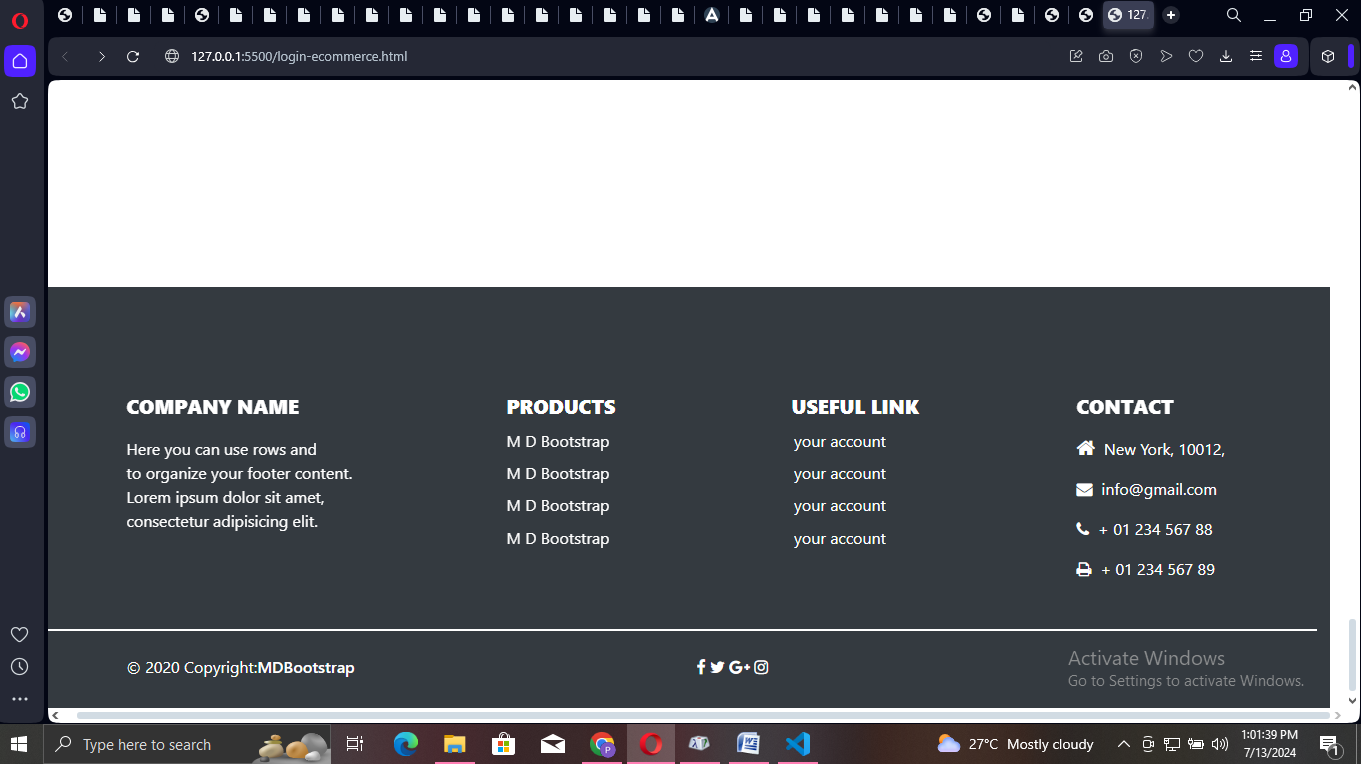 127.
127.0.0.1:5500/login-ecommerce.html
COMPANY NAME
Here you can use rows and
to organize your footer content.
Lorem ipsum dolor sit amet,
consectetur adipisicing elit.
PRODUCTS
M D Bootstrap
M D Bootstrap
M D Bootstrap
M D Bootstrap
USEFUL LINK
your account
your account
your account
your account
CONTACT
New York, 10012,
info@gmail.com
+ 01 234 567 88
+ 01 234 567 89
© 2020 Copyright:MDBootstrap
Activate Windows
Go to Settings to activate Windows.
Type here to search
27°C Mostly cloudy
1:01:39 PM
7/13/2024
1